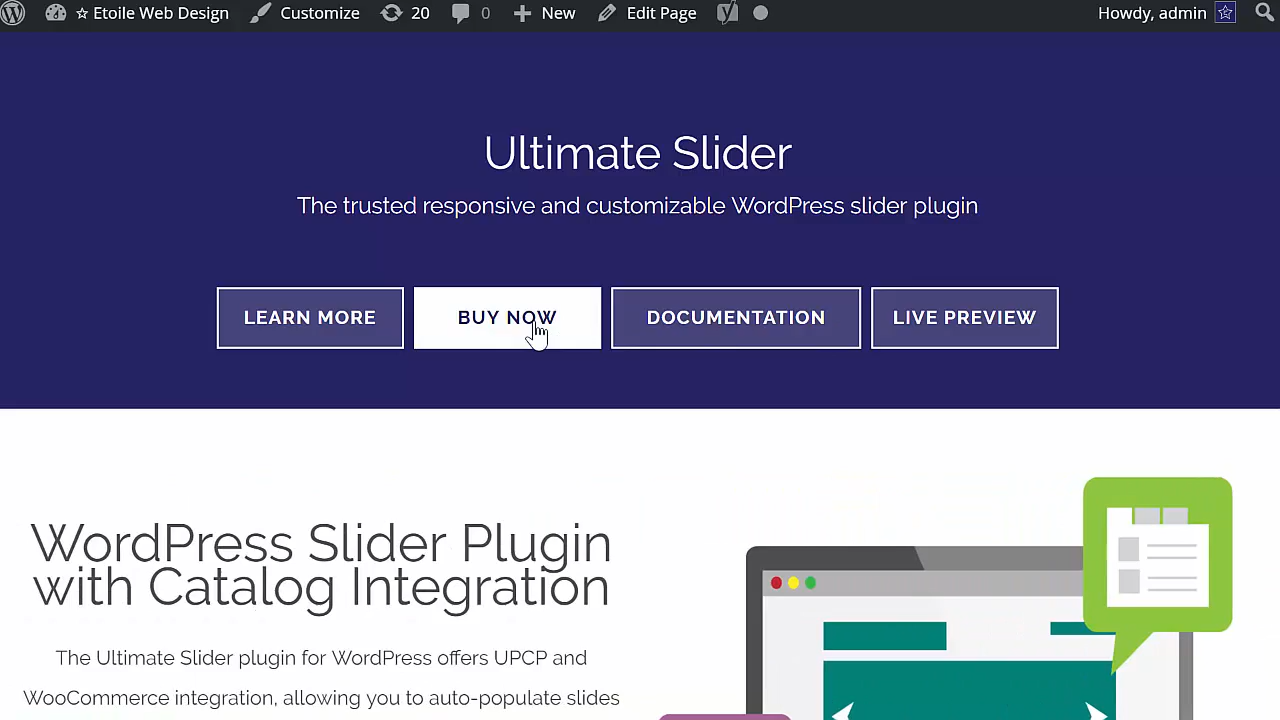 ☆ Etoile Web Design Customize 20 0 New Edit Page Howdy, admin
Ultimate Slider
The trusted responsive and customizable WordPress slider plugin
LEARN MORE BUY NOW DOCUMENTATION LIVE PREVIEW
WordPress Slider Plugin
with Catalog Integration
The Ultimate Slider plugin for WordPress offers UPCP and
WooCommerce integration, allowing you to auto-populate slides